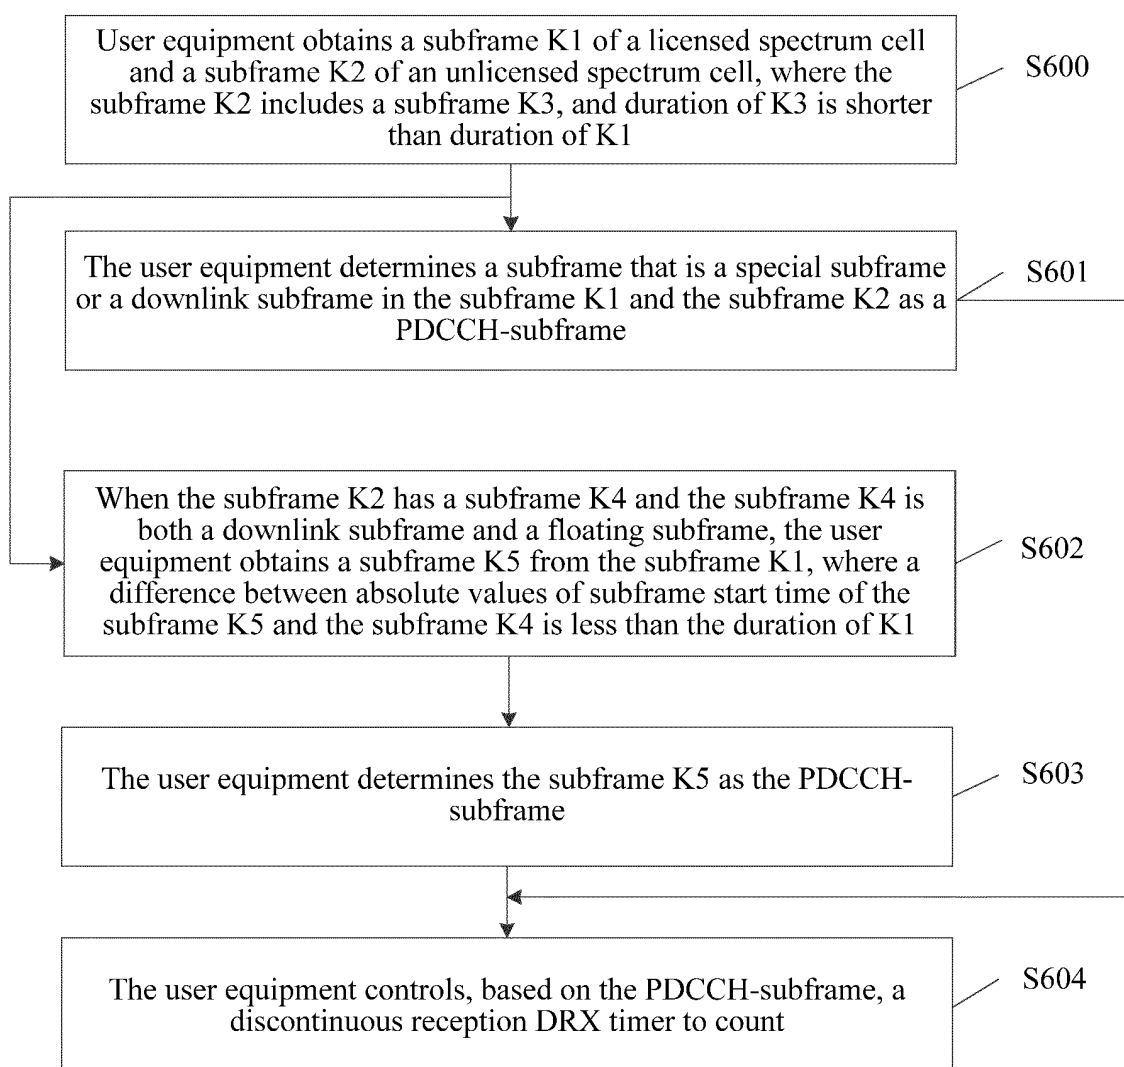 User equipment obtains a subframe K1 of a licensed spectrum cell
and a subframe K2 of an unlicensed spectrum cell, where the
subframe K2 includes a subframe K3, and duration of K3 is shorter
than duration of K1
S600
The user equipment determines a subframe that is a special subframe
or a downlink subframe in the subframe K1 and the subframe K2 as a
PDCCH-subframe
S601
When the subframe K2 has a subframe K4 and the subframe K4 is
both a downlink subframe and a floating subframe, the user
equipment obtains a subframe K5 from the subframe K1, where a
difference between absolute values of subframe start time of the
subframe K5 and the subframe K4 is less than the duration of K1
S602
The user equipment determines the subframe K5 as the PDCCH-
subframe
S603
The user equipment controls, based on the PDCCH-subframe, a
discontinuous reception DRX timer to count
S604